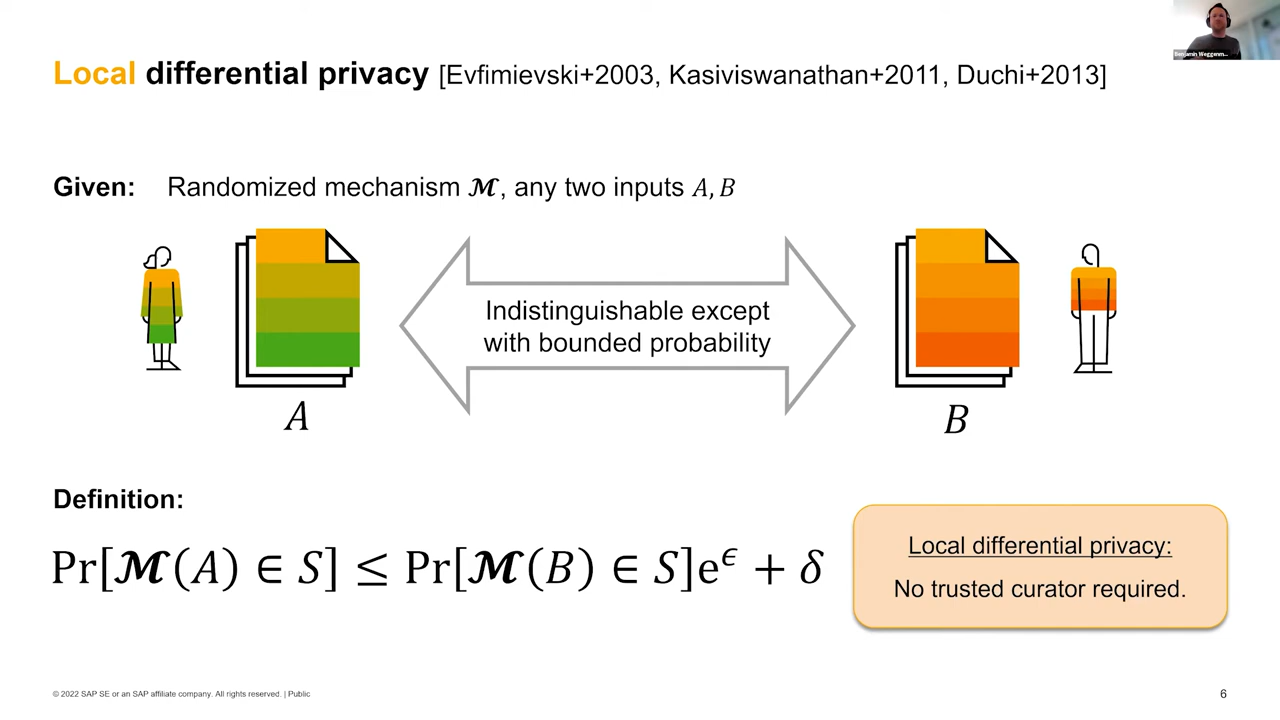 Benjamin Weggenm...
Local differential privacy [Evfimievski+2003, Kasiviswanathan+2011, Duchi+2013]
Given: Randomized mechanism 𝓜, any two inputs A, B
Indistinguishable except
with bounded probability
A
B
Definition:
Pr[𝓜(A) ∈ S] ≤ Pr[𝓜(B) ∈ S]e^ϵ + δ
Local differential privacy:
No trusted curator required.
© 2022 SAP SE or an SAP affiliate company. All rights reserved. | Public
6